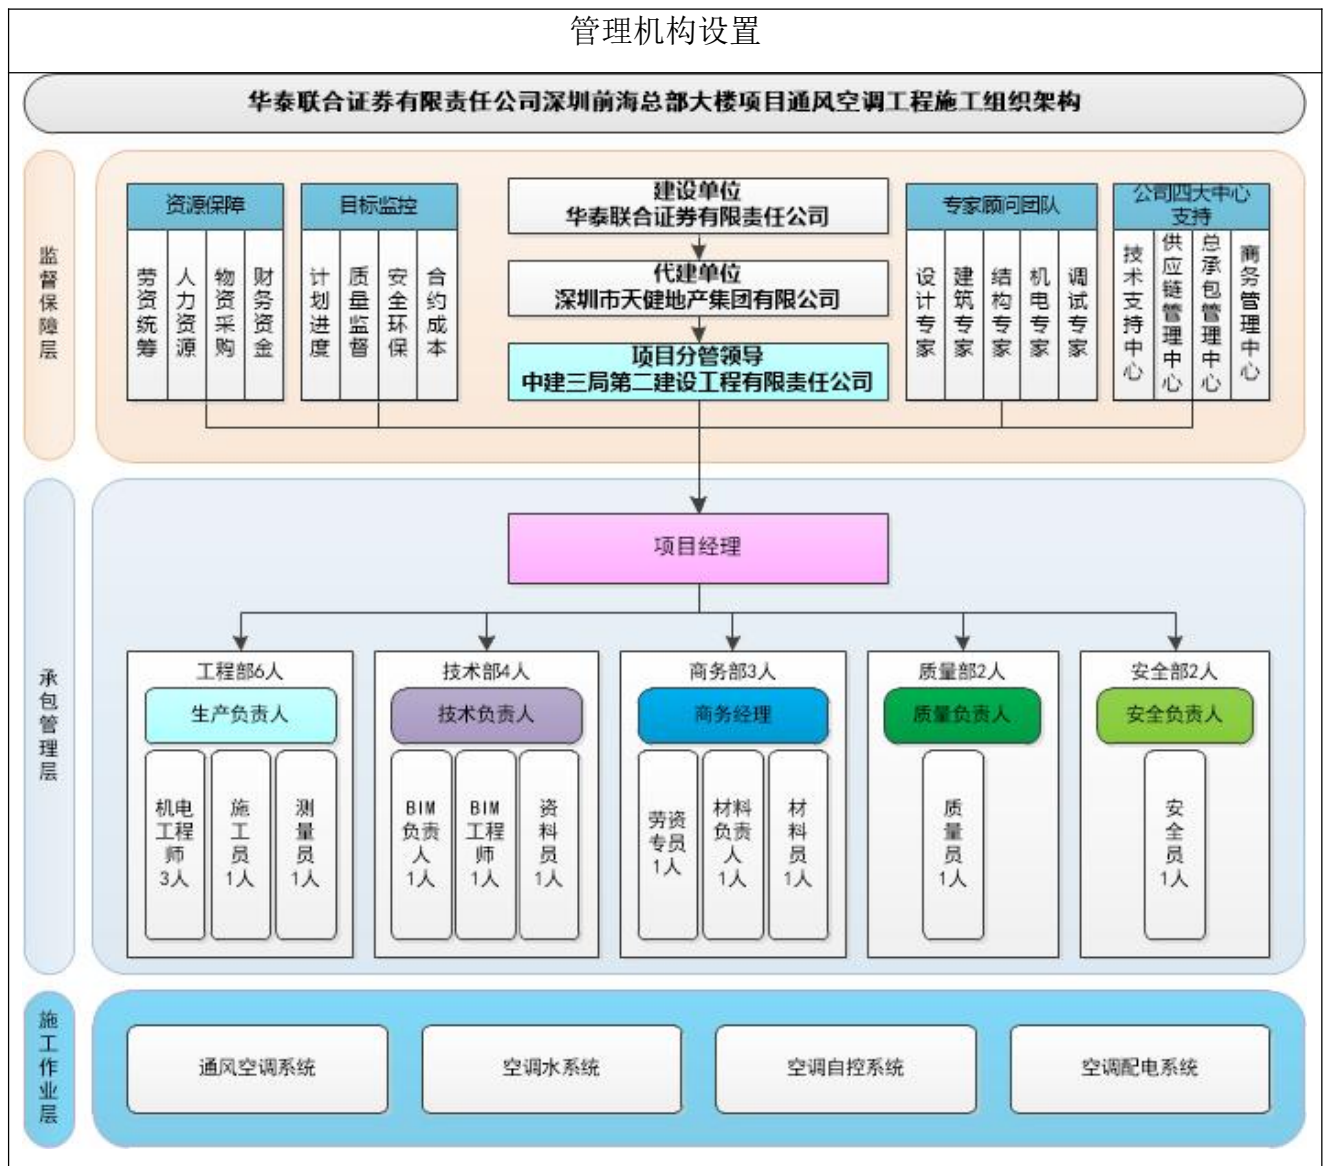 管理机构设置
华泰联合证券有限责任公司深圳前海总部大楼项目通风空调工程施工组织架构
监督保障层
资源保障
劳资统筹
人力资源
物资采购
财务资金
目标监控
计划进度
质量监督
安全环保
合约成本
建设单位
华泰联合证券有限责任公司
代建单位
深圳市天健地产集团有限公司
项目分管领导
中建三局第二建设工程有限责任公司
专家顾问团队
设计专家
建筑专家
结构专家
机电专家
调试专家
公司四大中心
支持
技术支持中心
供应链管理中心
总承包管理中心
商务管理中心
承包管理层
项目经理
工程部6人
生产负责人
机电
工程
师
3人
施
工
员
1人
测
量
员
1人
技术部4人
技术负责人
BIM
负责
人
1人
BIM
工程
师
1人
资
料
员
1人
商务部3人
商务经理
劳资
专员
1人
材料
负责
人
1人
材
料
员
1人
质量部2人
质量负责人
质
量
员
1人
安全部2人
安全负责人
安
全
员
1人
施工作业层
通风空调系统
空调水系统
空调自控系统
空调配电系统